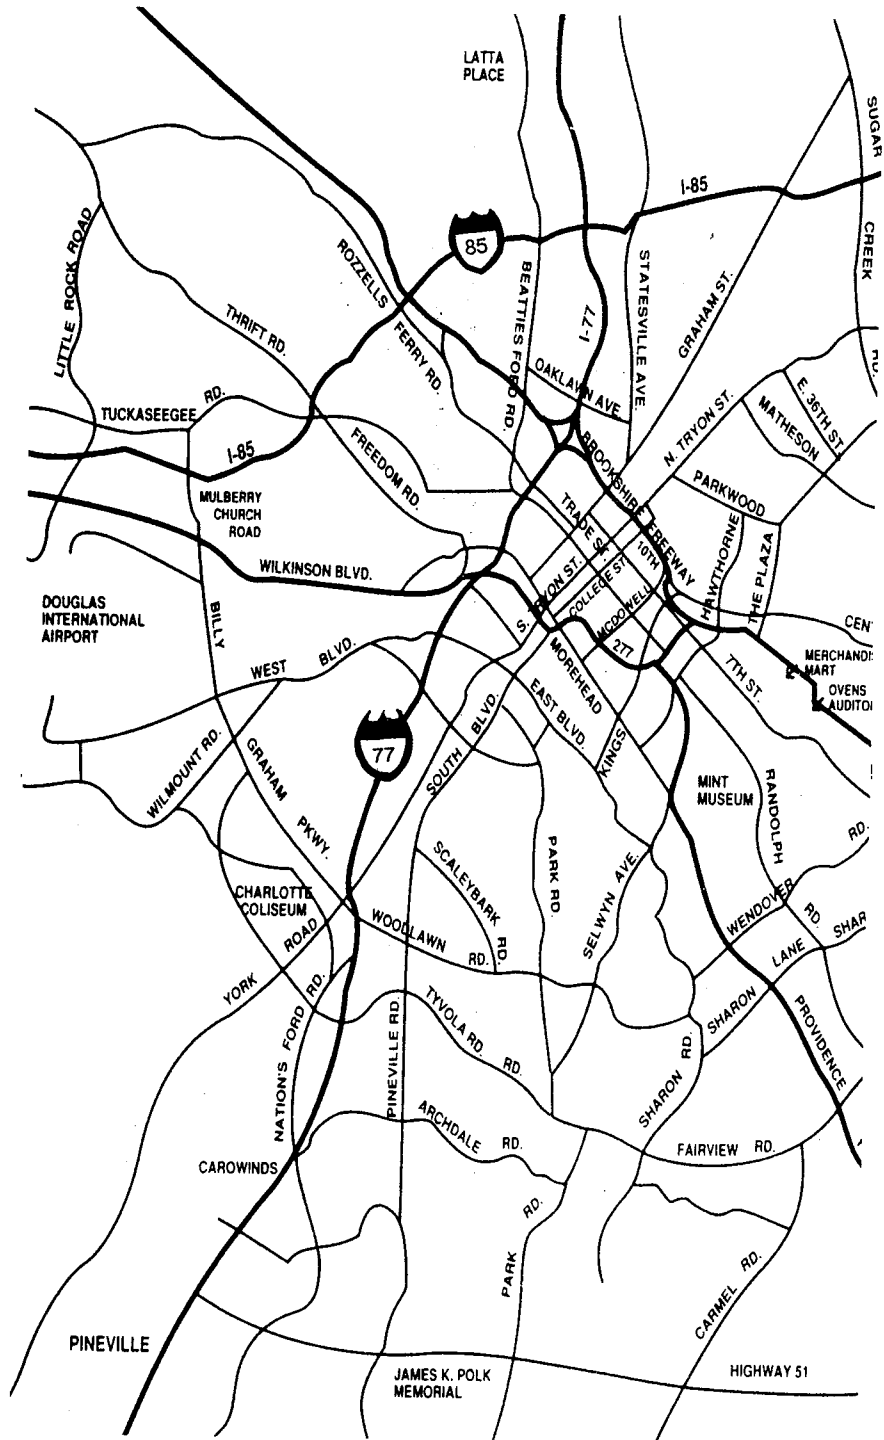 LATTA
PLACE
SUGAR
I-85
85
CREEK
RD.
LITTLE ROCK ROAD
ROZZELLS
FERRY RD.
BEATTIES FORD RD.
I-77
STATESVILLE AVE.
GRAHAM ST.
THRIFT RD.
OAKLAWN AVE.
N. TRYON ST.
E. 36TH ST.
MATHESON
TUCKASEEGEE RD.
I-85
FREEDOM RD.
BROOKSHIRE FREEWAY
PARKWOOD
MULBERRY
CHURCH
ROAD
TRADE ST.
10TH
HAWTHORNE
THE PLAZA
WILKINSON BLVD.
S. TRYON ST.
COLLEGE ST.
MCDOWELL
277
DOUGLAS
INTERNATIONAL
AIRPORT
BILLY
GRAHAM
PKWY.
CEN
MERCHANDI
MART
OVENS
AUDITO
WEST BLVD.
MOREHEAD
EAST BLVD.
7TH ST.
KINGS
WILMOUNT RD.
77
SOUTH BLVD.
MINT
MUSEUM
RANDOLPH
RD.
SCALEYBARK
RD.
PARK RD.
SELWYN AVE.
WENDOVER
RD.
CHARLOTTE
COLISEUM
YORK ROAD
WOODLAWN
RD.
SHARON LANE
SHAR
NATION'S FORD RD.
PINEVILLE RD.
TYVOLA RD.
RD.
SHARON RD.
PROVIDENCE
ARCHDALE RD.
FAIRVIEW RD.
CAROWINDS
PARK RD.
CARMEL RD.
PINEVILLE
JAMES K. POLK
MEMORIAL
HIGHWAY 51